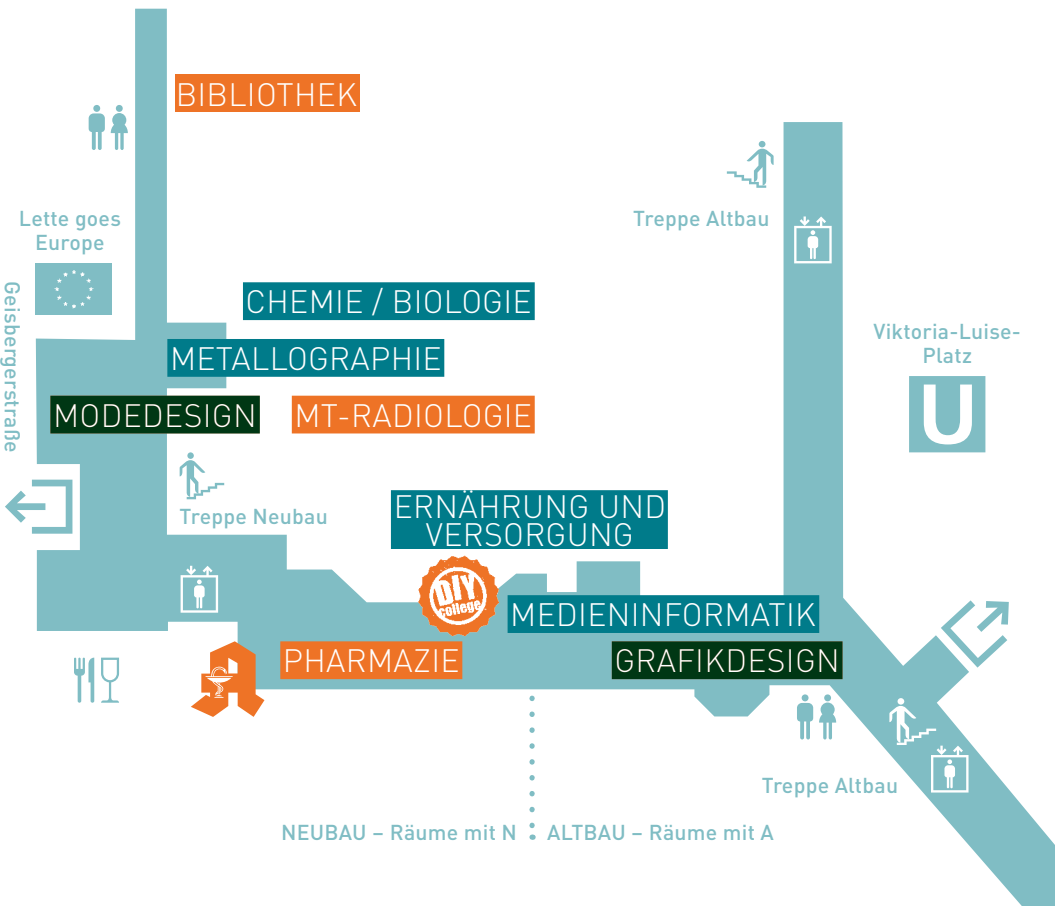 BIBLIOTHEK
Lette goes
Europe
Treppe Altbau
Geisbergerstraße
CHEMIE / BIOLOGIE
METALLOGRAPHIE
MODEDESIGN
MT-RADIOLOGIE
Viktoria-Luise-
Platz
U
Treppe Neubau
ERNÄHRUNG UND
VERSORGUNG
DIY
college
MEDIENINFORMATIK
PHARMAZIE
GRAFIKDESIGN
A
Treppe Altbau
NEUBAU – Räume mit N
ALTBAU – Räume mit A